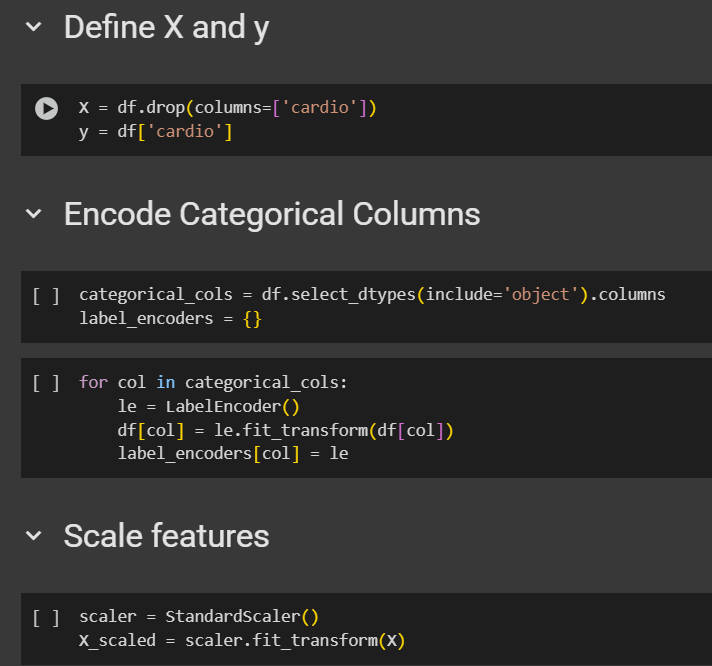 Define X and y
X = df.drop(columns=['cardio'])
y = df['cardio']
Encode Categorical Columns
[ ] categorical_cols = df.select_dtypes(include='object').columns
label_encoders = {}
[ ] for col in categorical_cols:
le = LabelEncoder()
df[col] = le.fit_transform(df[col])
label_encoders[col] = le
Scale features
[ ] scaler = StandardScaler()
X_scaled = scaler.fit_transform(X)